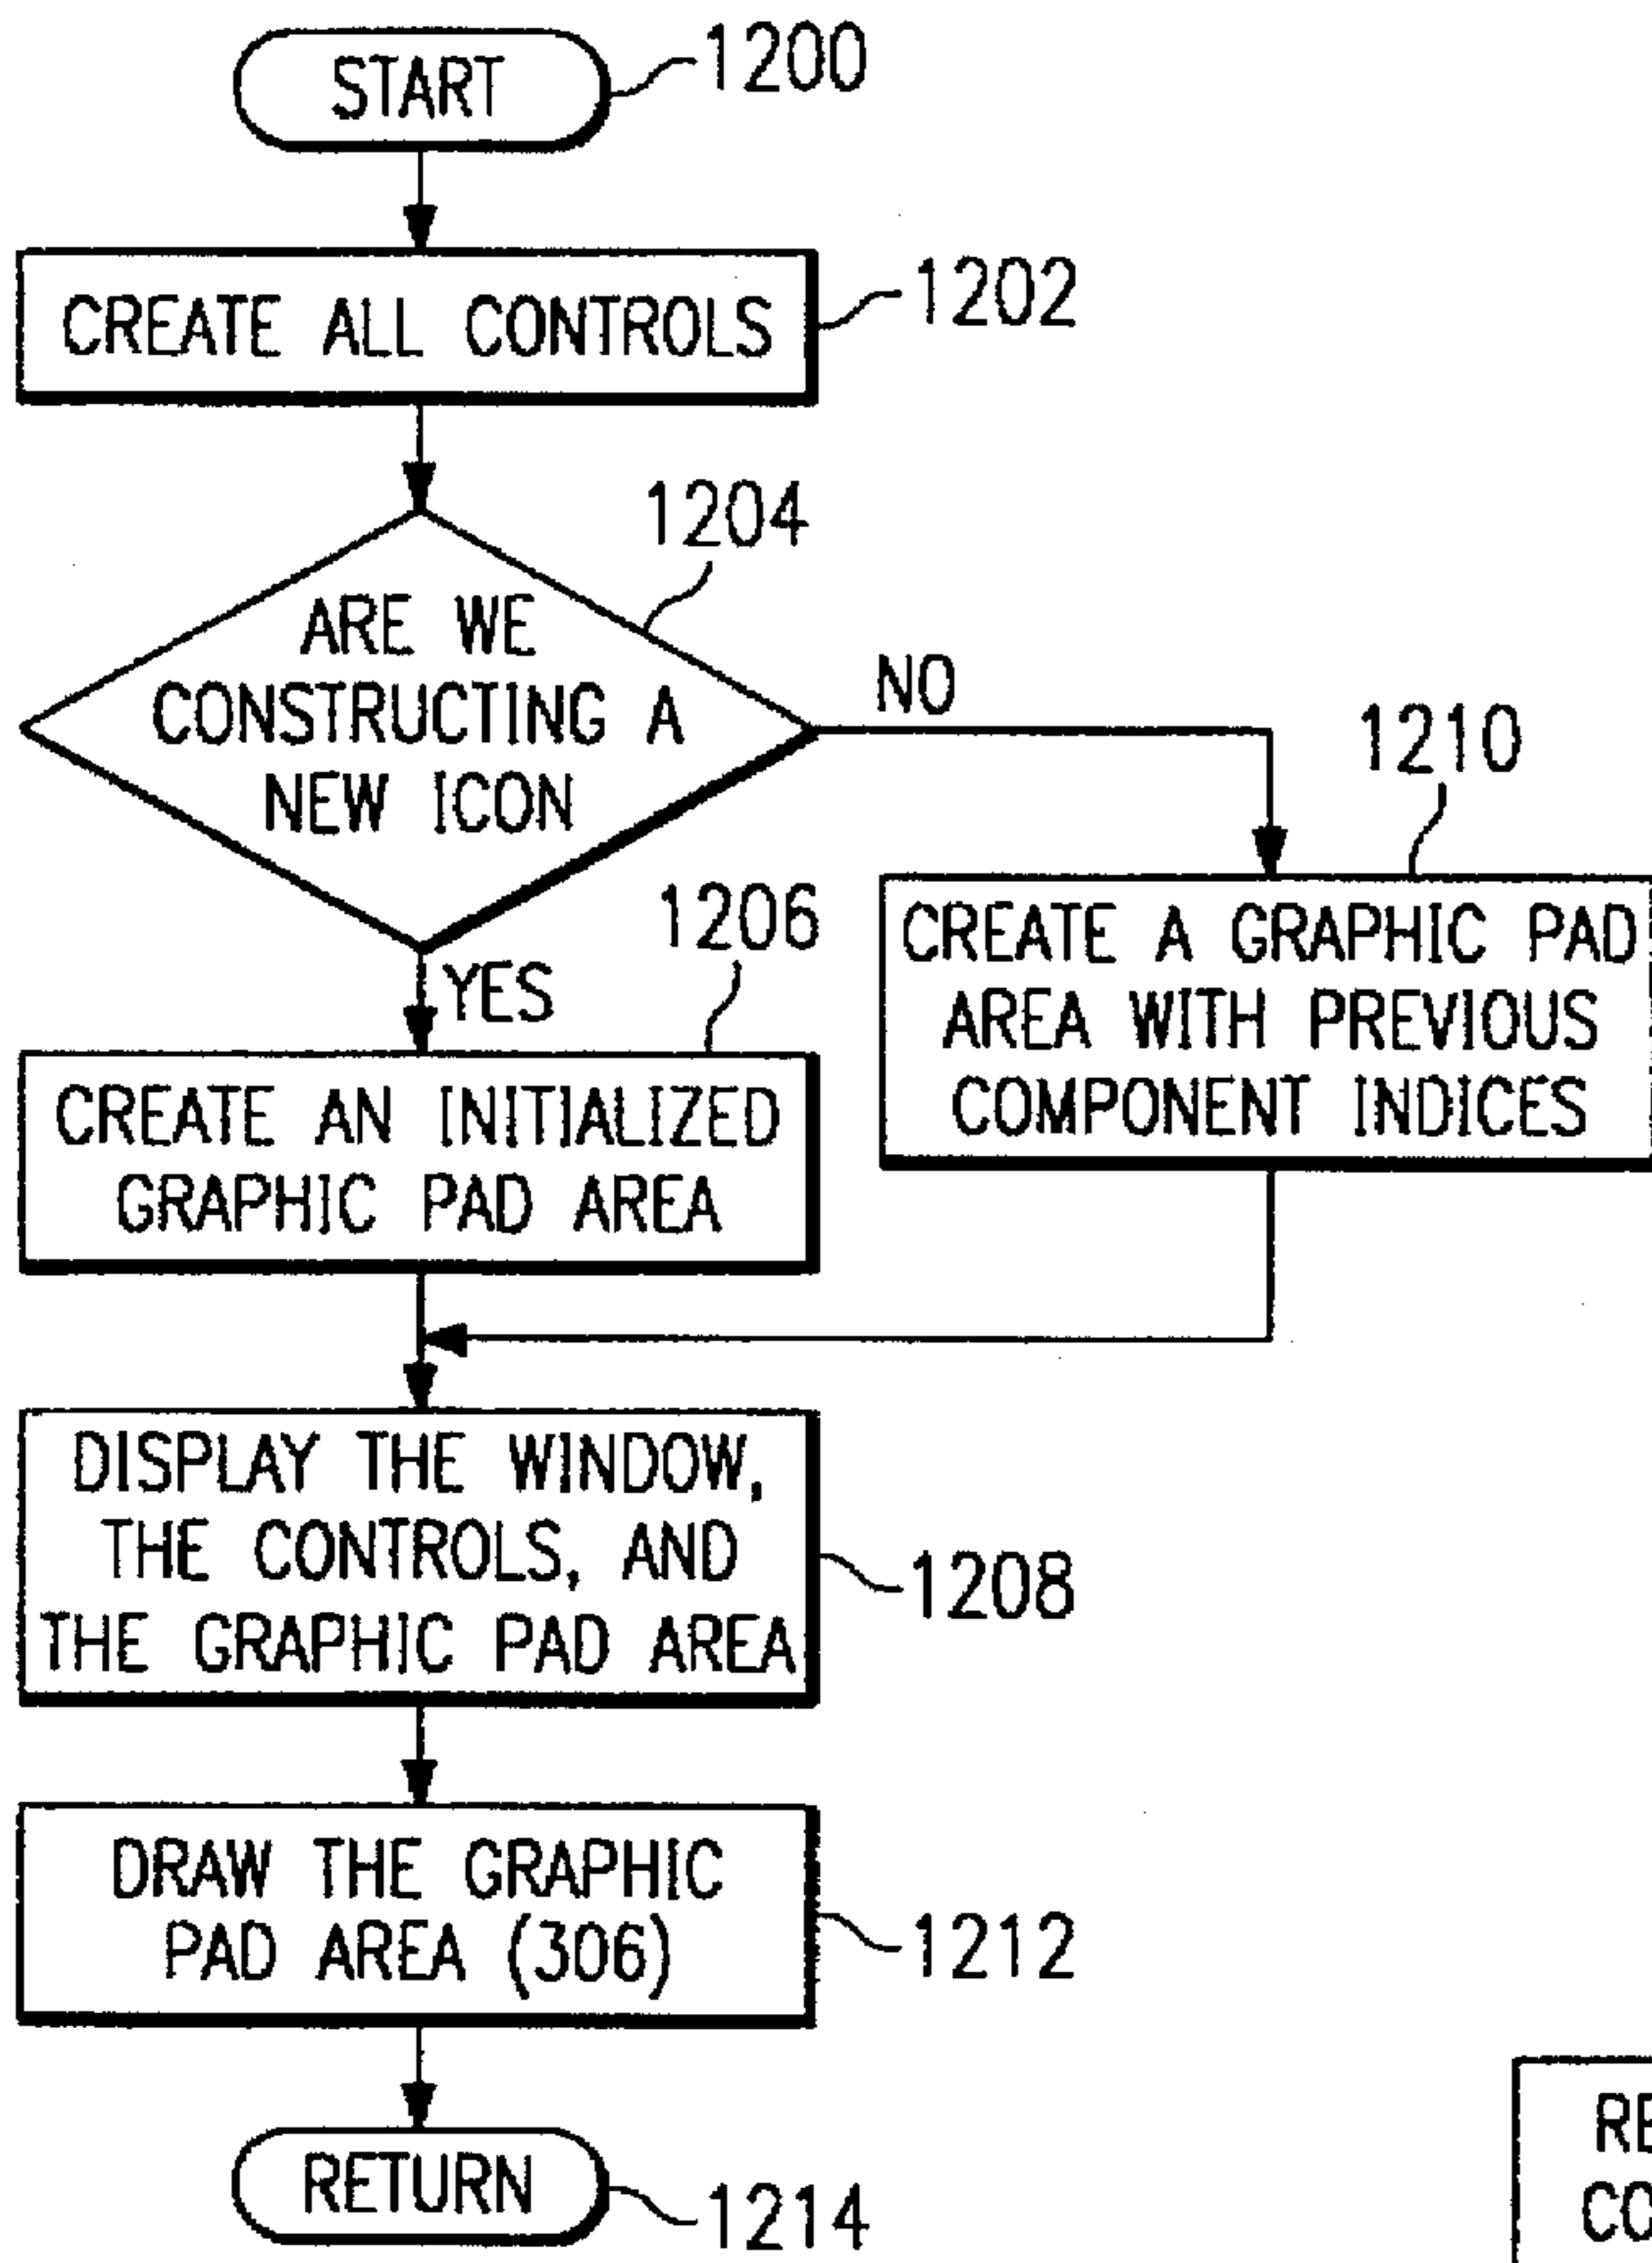 START
1200
CREATE ALL CONTROLS
1202
1204
ARE WE
CONSTRUCTING A
NEW ICON
NO
1210
YES
1206
CREATE A GRAPHIC PAD
AREA WITH PREVIOUS
COMPONENT INDICES
CREATE AN INITIALIZED
GRAPHIC PAD AREA
DISPLAY THE WINDOW,
THE CONTROLS, AND
THE GRAPHIC PAD AREA
1208
DRAW THE GRAPHIC
PAD AREA (306)
1212
RETURN
1214